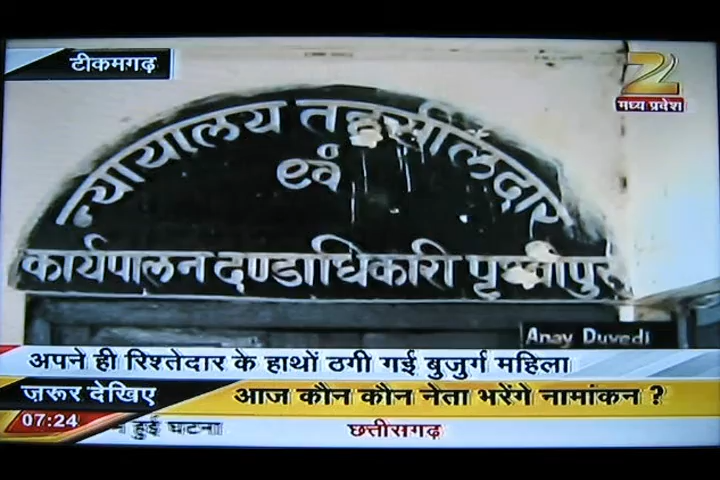 टीकमगढ़
मध्य प्रदेश
न्यायालय तहसीलदार
एवं
कार्यपालन दण्डाधिकारी पृथ्वीपुर
Anay Duvedi
अपने ही रिश्तेदार के हाथों ठगी गई बुजुर्ग महिला
ज़रूर देखिए
आज कौन कौन नेता भरेंगे नामांकन ?
07:24
हुई घटना
छत्तीसगढ़